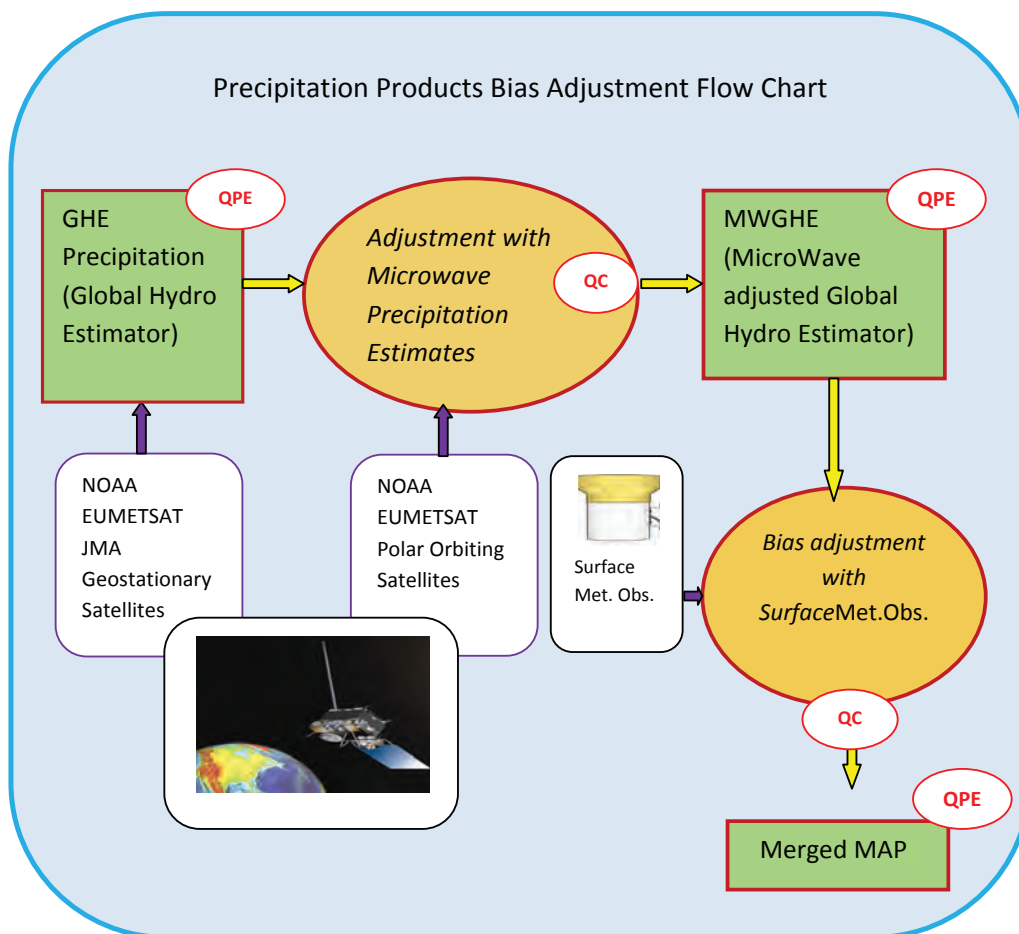 Precipitation Products Bias Adjustment Flow Chart
QPE
GHE
Precipitation
(Global Hydro
Estimator)
Adjustment with
Microwave
Precipitation
Estimates
QC
QPE
MWGHE
(MicroWave
adjusted Global
Hydro Estimator)
NOAA
EUMETSAT
JMA
Geostationary
Satellites
NOAA
EUMETSAT
Polar Orbiting
Satellites
Surface
Met. Obs.
Bias adjustment
with
SurfaceMet.Obs.
QC
QPE
Merged MAP